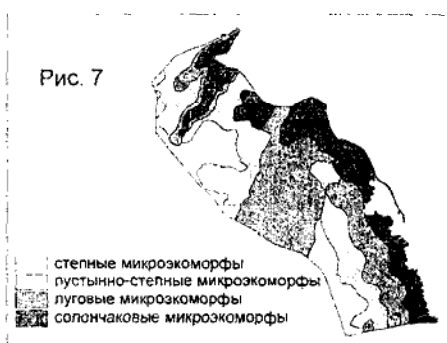 Рис. 7
степные микроэкоморфы
пустынно-степные микроэкоморфы
луговые микроэкоморфы
солончаковые микроэкоморфы